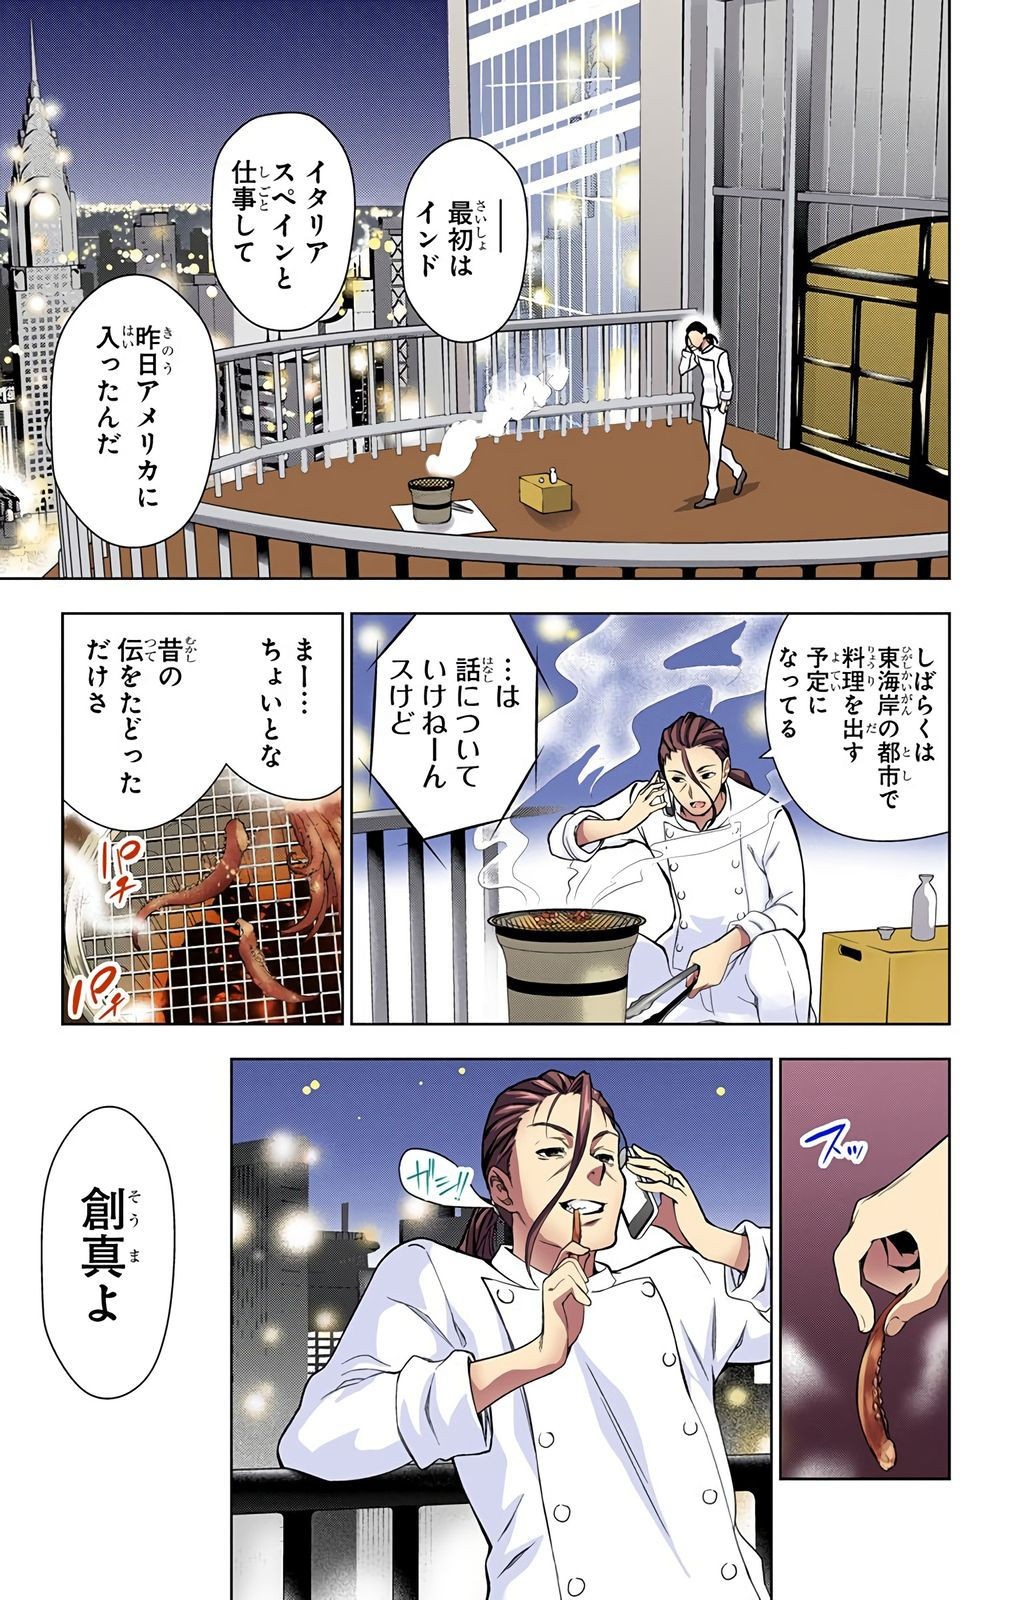 ――
最初は
インド
イタリア
スペインと
仕事して
昨日アメリカに
入ったんだ
しばらくは
東海岸の都市で
料理を出す
予定に
なってる
…は
話について
いけねーん
スけど
まー…
ちょいとな
昔の
伝をたどった
だけさ
パチ
パチ
スッ
ガシ!!
創真よ